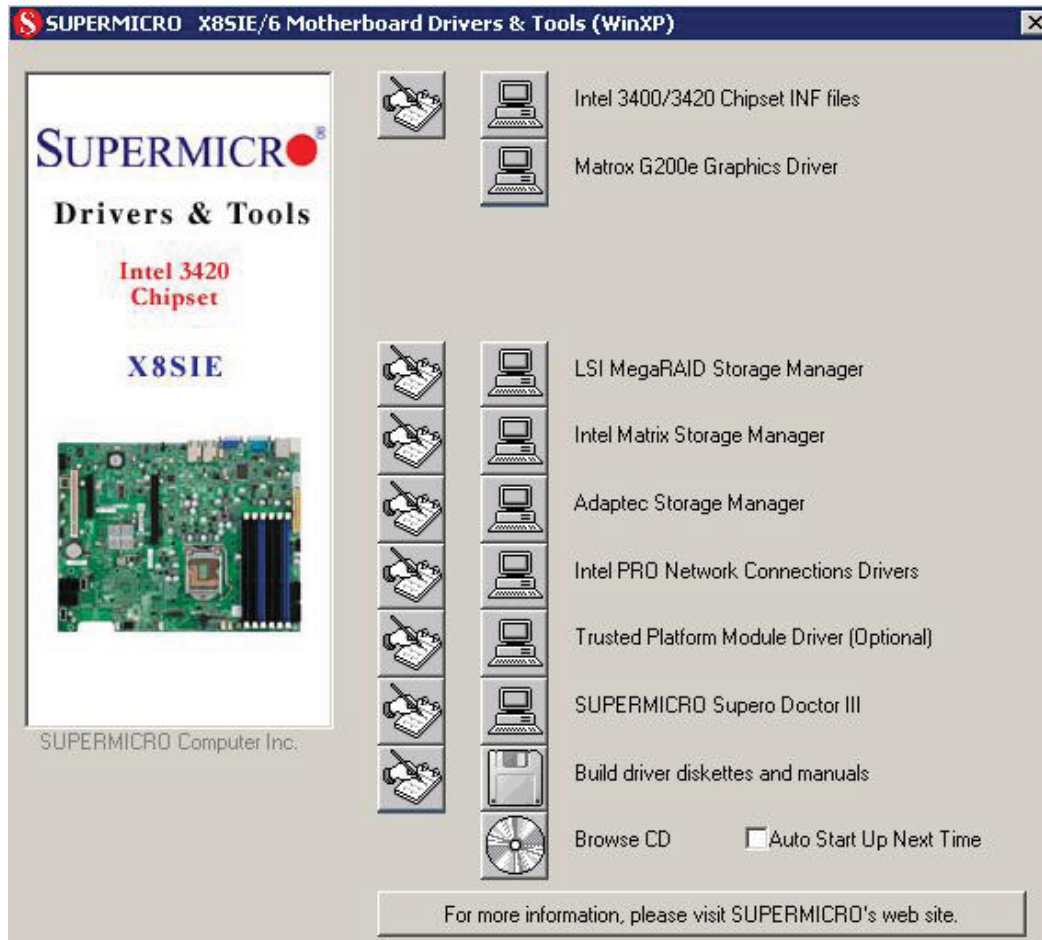 SUPERMICRO X8SIE/6 Motherboard Drivers & Tools (WinXP)
SUPERMICRO®
Drivers & Tools
Intel 3420
Chipset
X8SIE
SUPERMICRO Computer Inc.
Intel 3400/3420 Chipset INF files
Matrox G200e Graphics Driver
LSI MegaRAID Storage Manager
Intel Matrix Storage Manager
Adaptec Storage Manager
Intel PRO Network Connections Drivers
Trusted Platform Module Driver (Optional)
SUPERMICRO Supero Doctor III
Build driver diskettes and manuals
Browse CD Auto Start Up Next Time
For more information, please visit SUPERMICRO's web site.